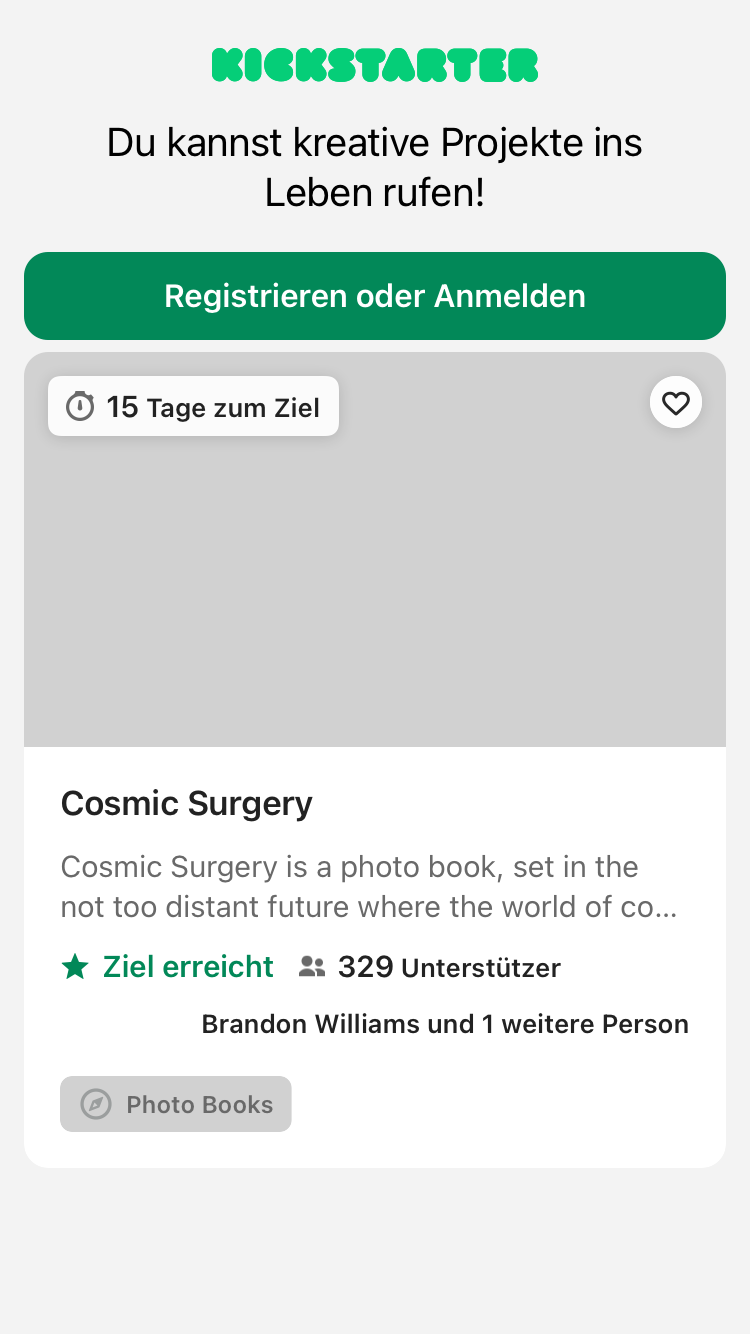 KICKSTARTER
Du kannst kreative Projekte ins
Leben rufen!
Registrieren oder Anmelden
15 Tage zum Ziel
Cosmic Surgery
Cosmic Surgery is a photo book, set in the
not too distant future where the world of co...
Ziel erreicht 329 Unterstützer
Brandon Williams und 1 weitere Person
Photo Books